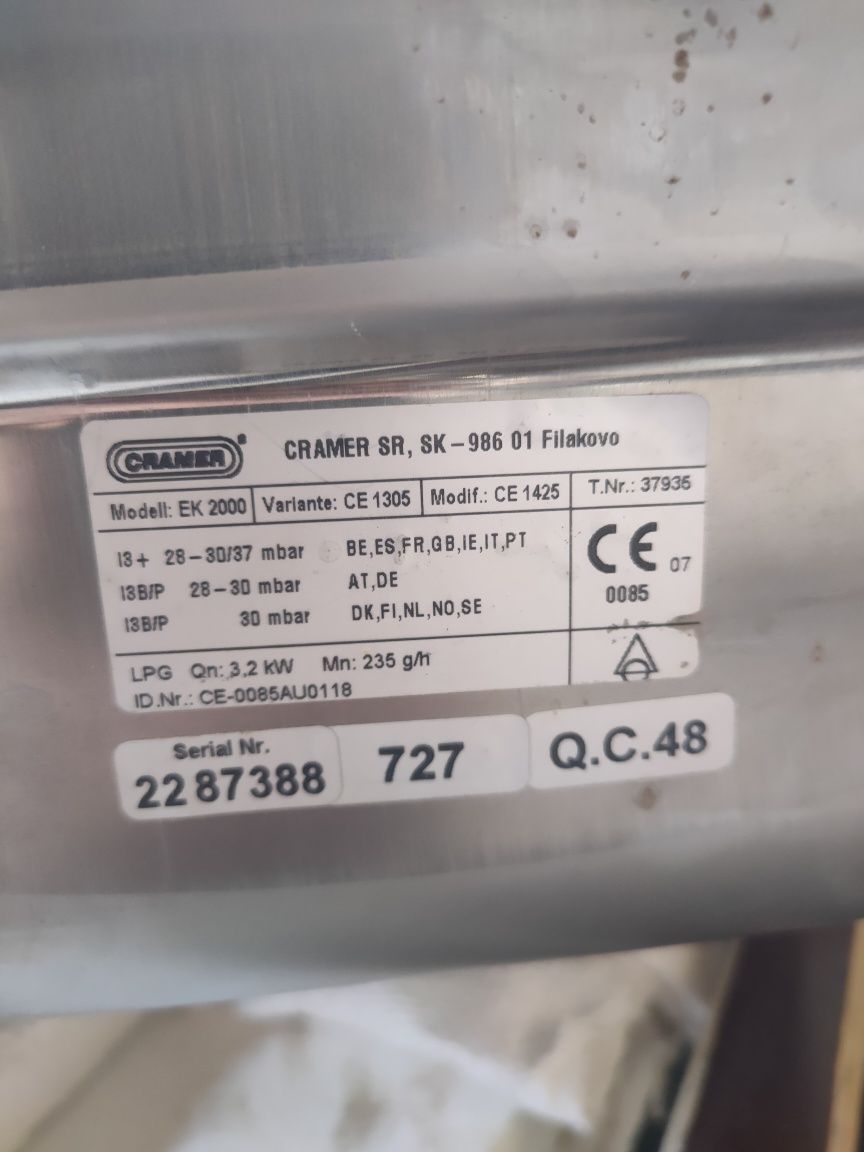 CRAMER® CRAMER SR, SK-986 01 Filakovo
Modell: EK 2000 Variante: CE 1305 Modif.: CE 1425 T.Nr.: 37935
I3+ 28-30/37 mbar BE,ES,FR,GB,IE,IT,PT
I3B/P 28-30 mbar AT,DE
I3B/P 30 mbar DK,FI,NL,NO,SE
CE 07
0085
LPG Qn: 3,2 kW Mn: 235 g/h
ID.Nr.: CE-0085AU0118
Serial Nr.
2287388 727 Q.C.48